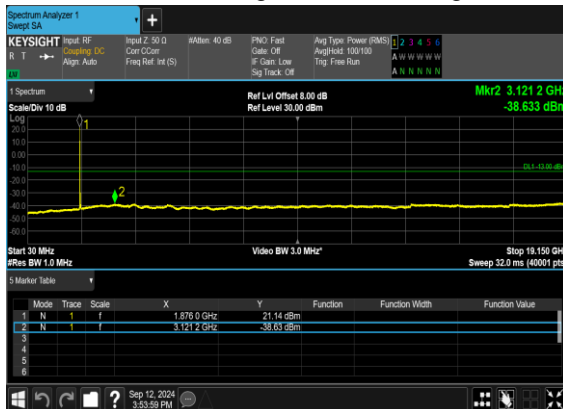 Spectrum Analyzer 1
Swept SA
KEYSIGHT Input: RF Input Z: 50 Ω #Atten: 40 dB PNO: Fast Avg Type: Power (RMS) 1 2 3 4 5 6
R T Coupling: DC Corr CCorr Gate: Off Avg|Hold: 100/100 A W W W W W
Align: Auto Freq Ref: Int (S) IF Gain: Low Trig: Free Run
LV Sig Track: Off A N N N N N
1 Spectrum Ref Lvl Offset 8.00 dB Mkr2 3.121 2 GHz
Scale/Div 10 dB Ref Level 30.00 dBm -38.633 dBm
Log
1
20.0
10.0
0.00
-10.0 DL1 -13.00 dBm
-20.0
-30.0 2
-40.0
-50.0
-60.0
Start 30 MHz Video BW 3.0 MHz* Stop 19.150 GH
#Res BW 1.0 MHz Sweep 32.0 ms (40001 pts
5 Marker Table
Mode Trace Scale X Y Function Function Width Function Value
1 N 1 f 1.876 0 GHz 21.14 dBm
2 N 1 f 3.121 2 GHz -38.63 dBm
3
4
5
6
? Sep 12, 2024
3:53:59 PM